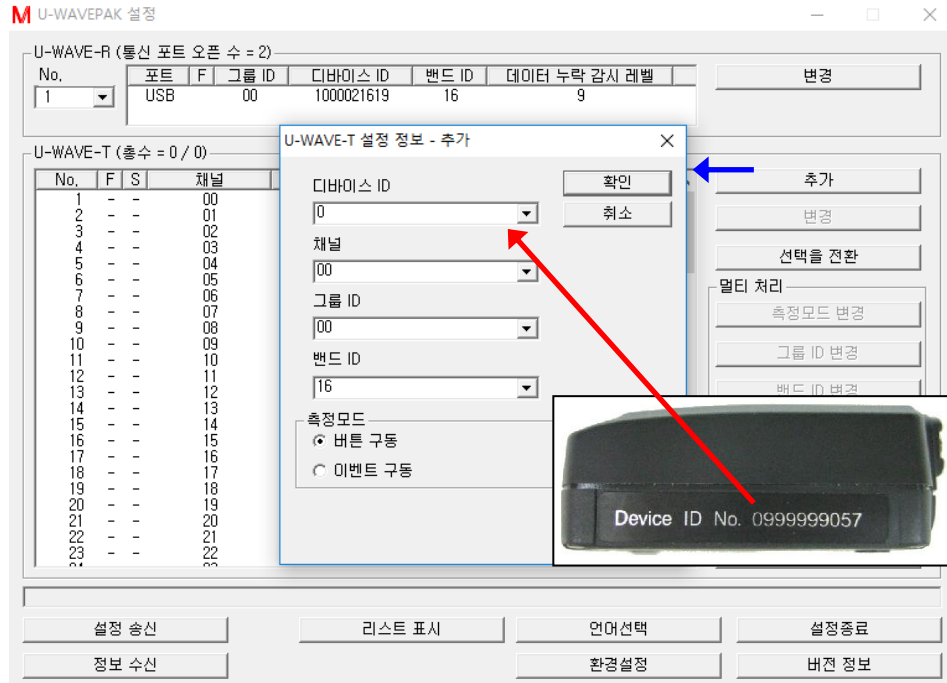 M U-WAVEPAK 설정
U-WAVE-R (통신 포트 오픈 수 = 2)
No. 포트 F 그룹 ID 디바이스 ID 밴드 ID 데이터 누락 감시 레벨 변경
1 USB 00 1000021619 16 9
U-WAVE-T (총수 = 0 / 0)
No. F S 채널
1 - - 00
2 - - 01
3 - - 02
4 - - 03
5 - - 04
6 - - 05
7 - - 06
8 - - 07
9 - - 08
10 - - 09
11 - - 10
12 - - 11
13 - - 12
14 - - 13
15 - - 14
16 - - 15
17 - - 16
18 - - 17
19 - - 18
20 - - 19
21 - - 20
22 - - 21
23 - - 22
U-WAVE-T 설정 정보 - 추가
디바이스 ID
0
채널
00
그룹 ID
00
밴드 ID
16
측정모드
버튼 구동
이벤트 구동
확인
취소
추가
변경
선택을 전환
멀티 처리
측정모드 변경
그룹 ID 변경
밴드 ID 변경
Device ID No. 0999999057
설정 송신 리스트 표시 언어선택 설정종료
정보 수신 환경설정 버전 정보